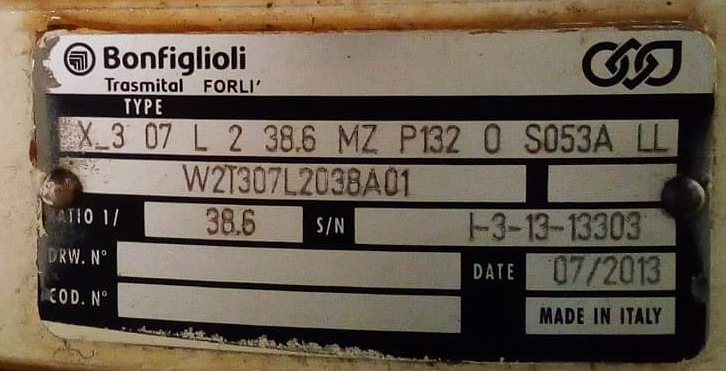 Bonfiglioli
Trasmital FORLI'
TYPE
X_3 07 L 2 38.6 MZ P132 0 S053A LL
W2T307L2038A01
RATIO 1/ 38.6 S/N I-3-13-13303
DRW. N° DATE 07/2013
COD. N° MADE IN ITALY